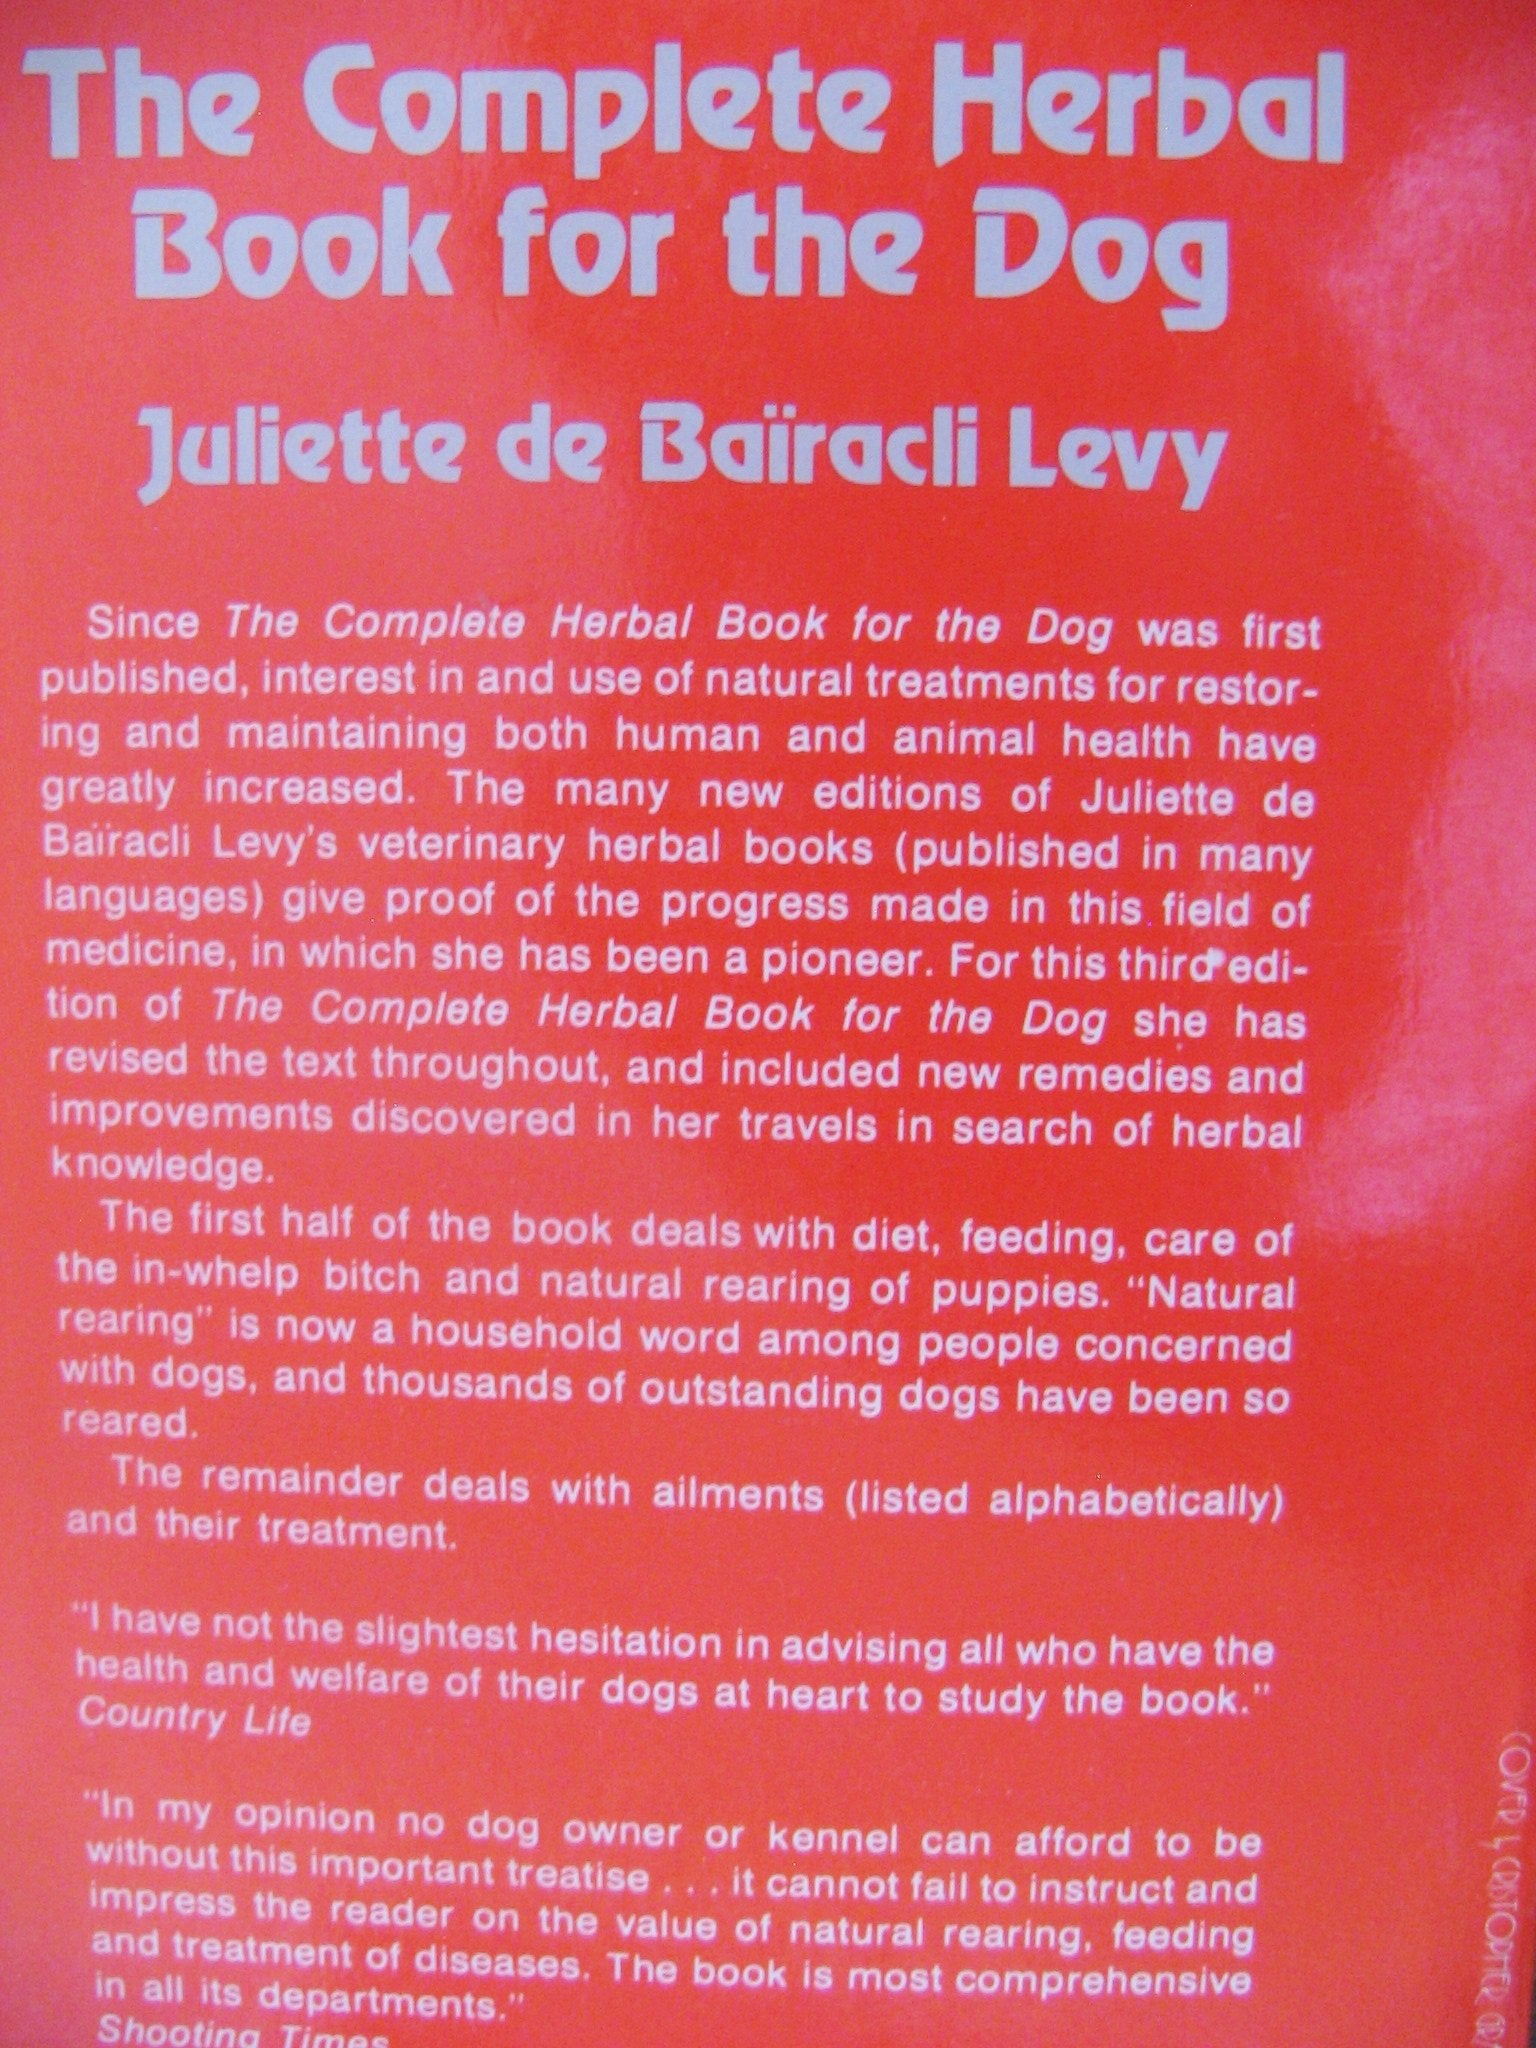 The Complete Herbal
Book for the Dog
Juliette de Baïracli Levy
Since The Complete Herbal Book for the Dog was first
published, interest in and use of natural treatments for restor-
ing and maintaining both human and animal health have
greatly increased. The many new editions of Juliette de
Baïracli Levy's veterinary herbal books (published in many
languages) give proof of the progress made in this field of
medicine, in which she has been a pioneer. For this third edi-
tion of The Complete Herbal Book for the Dog she has
revised the text throughout, and included new remedies and
improvements discovered in her travels in search of herbal
knowledge.
The first half of the book deals with diet, feeding, care of
the in-whelp bitch and natural rearing of puppies. "Natural
rearing" is now a household word among people concerned
with dogs, and thousands of outstanding dogs have been so
reared.
The remainder deals with ailments (listed alphabetically)
and their treatment.
"I have not the slightest hesitation in advising all who have the
health and welfare of their dogs at heart to study the book."
Country Life
"In my opinion no dog owner or kennel can afford to be
without this important treatise . . . it cannot fail to instruct and
impress the reader on the value of natural rearing, feeding
and treatment of diseases. The book is most comprehensive
in all its departments."
Shooting Times
COVER